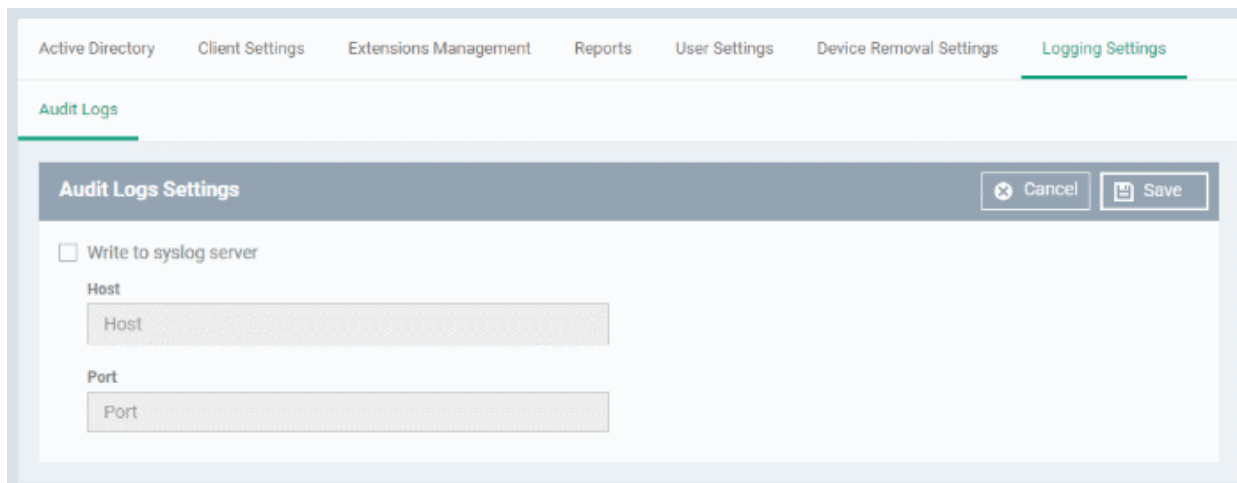 Active Directory Client Settings Extensions Management Reports User Settings Device Removal Settings Logging Settings
Audit Logs
Audit Logs Settings Cancel Save
Write to syslog server
Host
Host
Port
Port